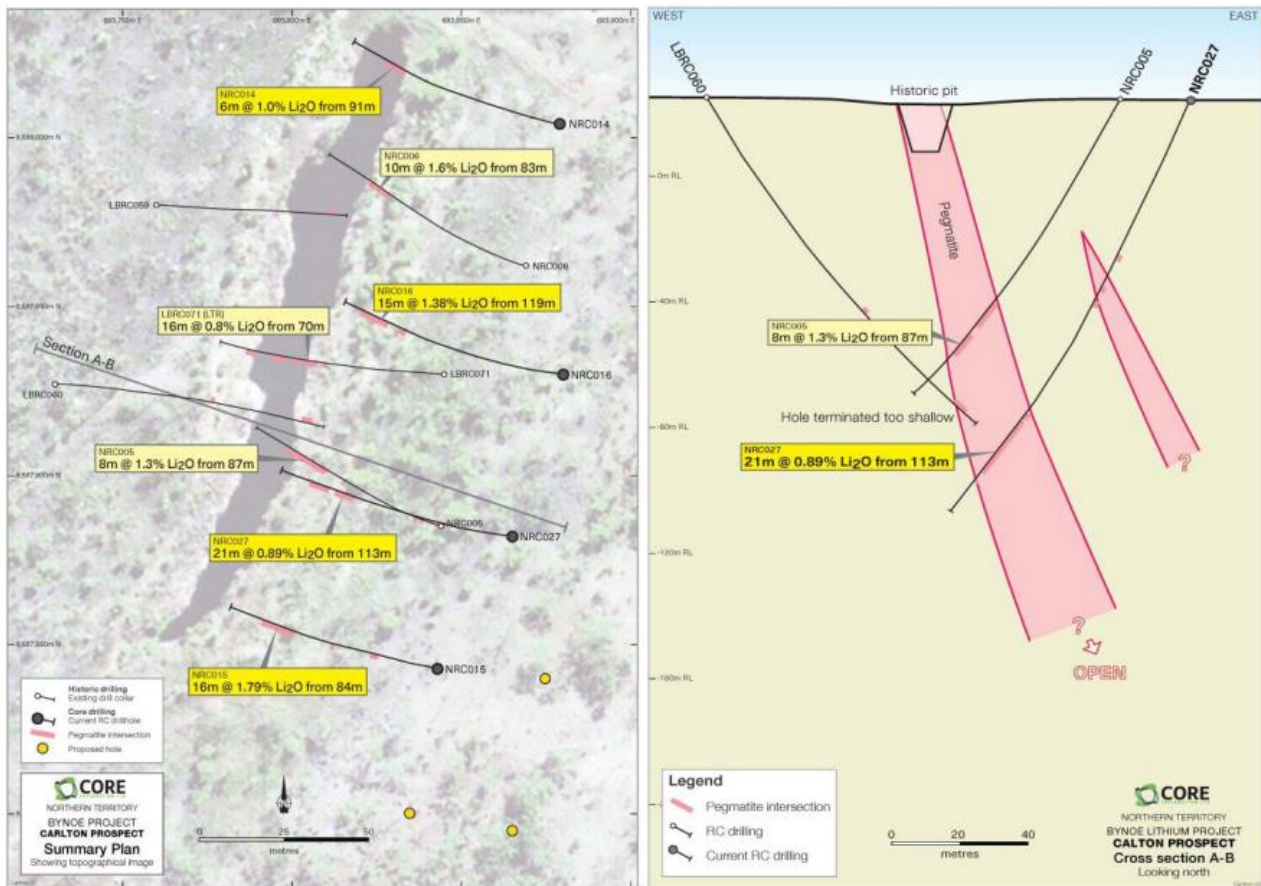 693,750m E
693,800m E
693,850m E
NRC014
6m @ 1.0% Li2O from 91m
NRC014
NRC006
10m @ 1.6% Li2O from 83m
LBRC059
NRC006
NRC016
15m @ 1.38% Li2O from 119m
LBRC071 (LTR)
16m @ 0.8% Li2O from 70m
Section A-B
LBRC071
NRC016
LBRC060
NRC005
8m @ 1.3% Li2O from 87m
NRC005
NRC027
NRC027
21m @ 0.89% Li2O from 113m
NRC015
NRC015
16m @ 1.79% Li2O from 84m
Historic drilling
Existing drill collar
Core drilling
Current RC drillhole
Pegmatite intersection
Proposed hole
CORE
NORTHERN TERRITORY
BYNOE PROJECT
CARLTON PROSPECT
Summary Plan
Showing topographical image
N
0 25 50
metres
WEST
EAST
LBRC060
NRC005
NRC027
Historic pit
0m RL
Pegmatite
-40m RL
NRC005
8m @ 1.3% Li2O from 87m
Hole terminated too shallow
-80m RL
NRC027
21m @ 0.89% Li2O from 113m
?
-120m RL
?
OPEN
Legend
Pegmatite intersection
RC drilling
Current RC drilling
0 20 40
metres
CORE
NORTHERN TERRITORY
BYNOE LITHIUM PROJECT
CALTON PROSPECT
Cross section A-B
Looking north